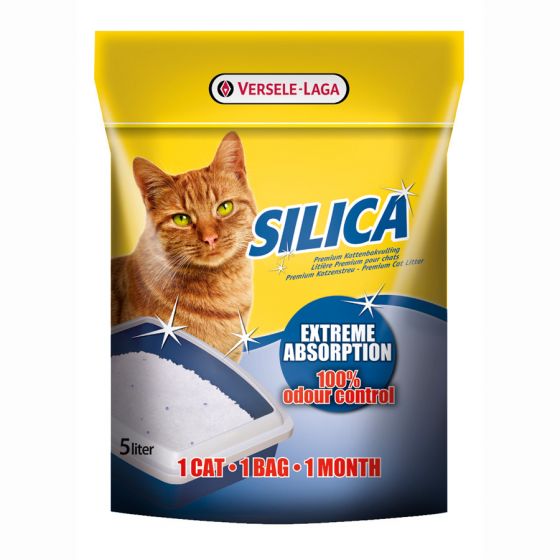 VERSELE-LAGA
SILICA
Premium Kattenbakvulling
Litière Premium pour chats
Premium Katzenstreu - Premium Cat Litter
EXTREME
ABSORPTION
100%
odour control
5 liter
1 CAT • 1 BAG • 1 MONTH